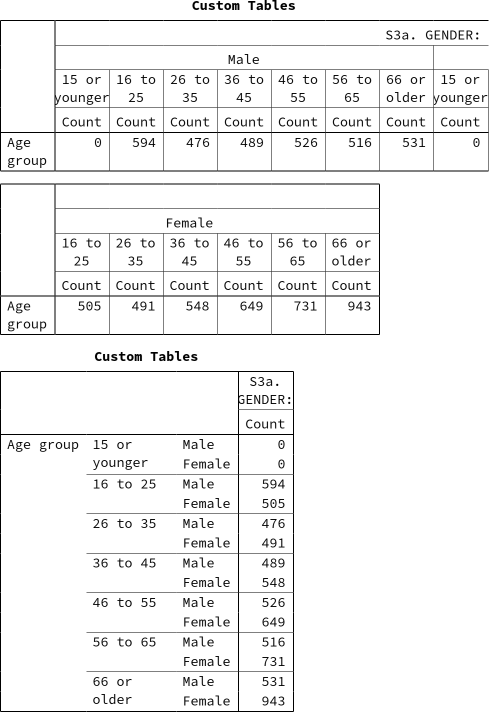 Custom Tables
S3a. GENDER:
Male
15 or younger 16 to 25 26 to 35 36 to 45 46 to 55 56 to 65 66 or older 15 or younger
Count Count Count Count Count Count Count Count
Age group 0 594 476 489 526 516 531 0
Female
16 to 25 26 to 35 36 to 45 46 to 55 56 to 65 66 or older
Count Count Count Count Count Count
Age group 505 491 548 649 731 943
Custom Tables
S3a. GENDER:
Count
Age group 15 or younger Male 0
Female 0
16 to 25 Male 594
Female 505
26 to 35 Male 476
Female 491
36 to 45 Male 489
Female 548
46 to 55 Male 526
Female 649
56 to 65 Male 516
Female 731
66 or older Male 531
Female 943